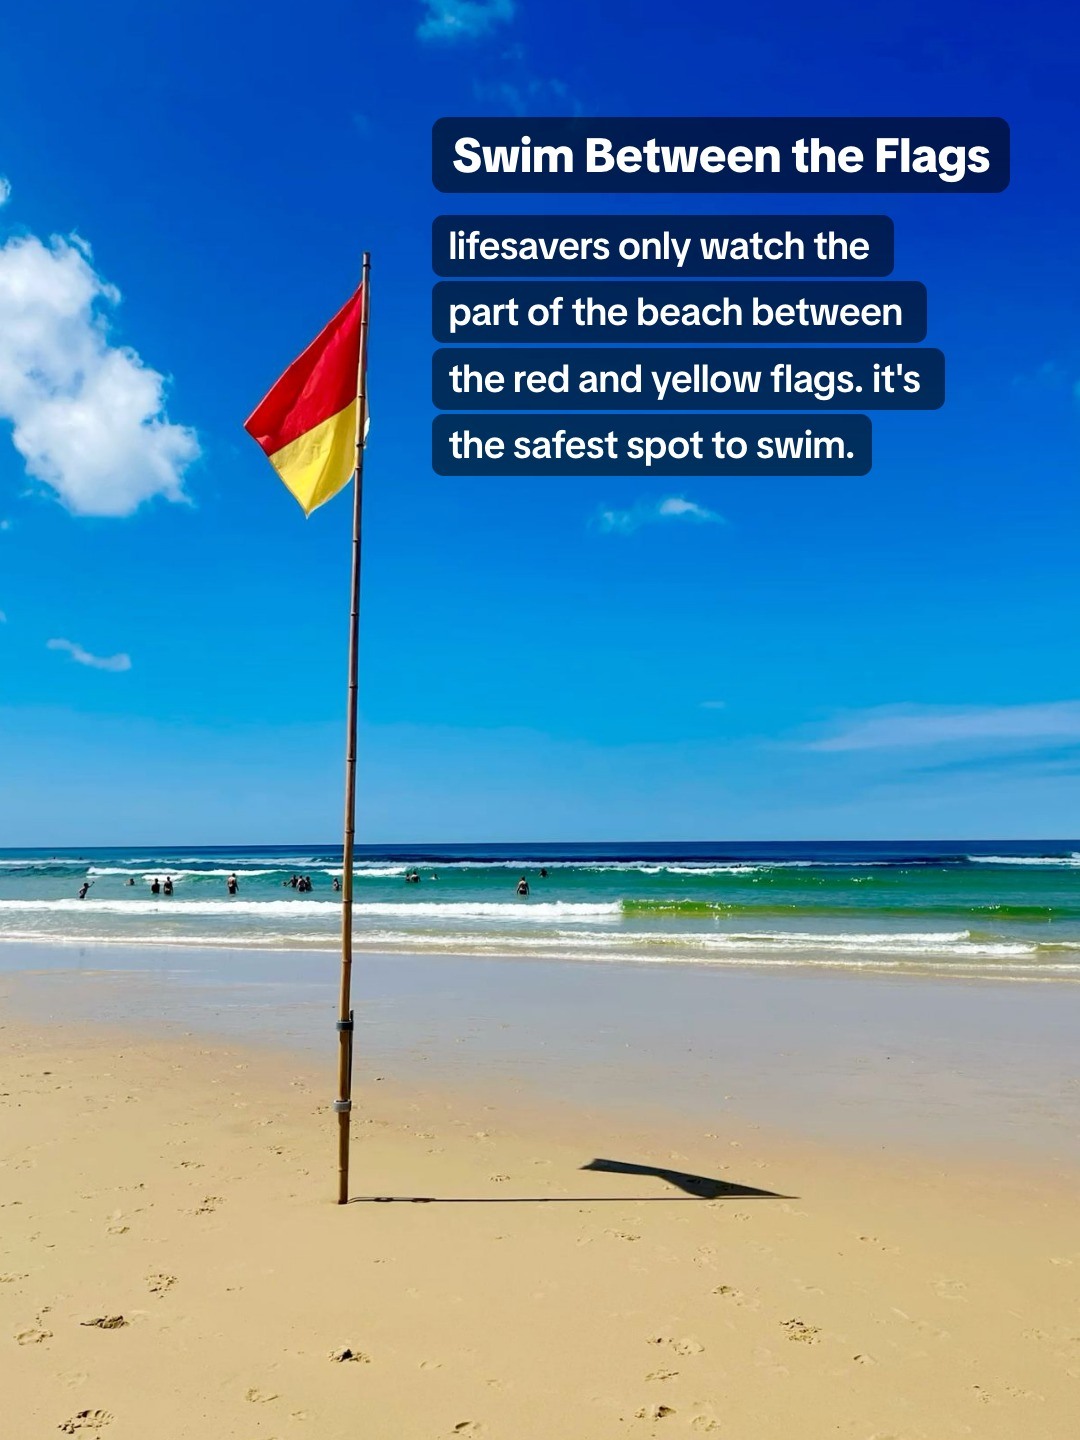 Swim Between the Flags
lifesavers only watch the
part of the beach between
the red and yellow flags. it's
the safest spot to swim.